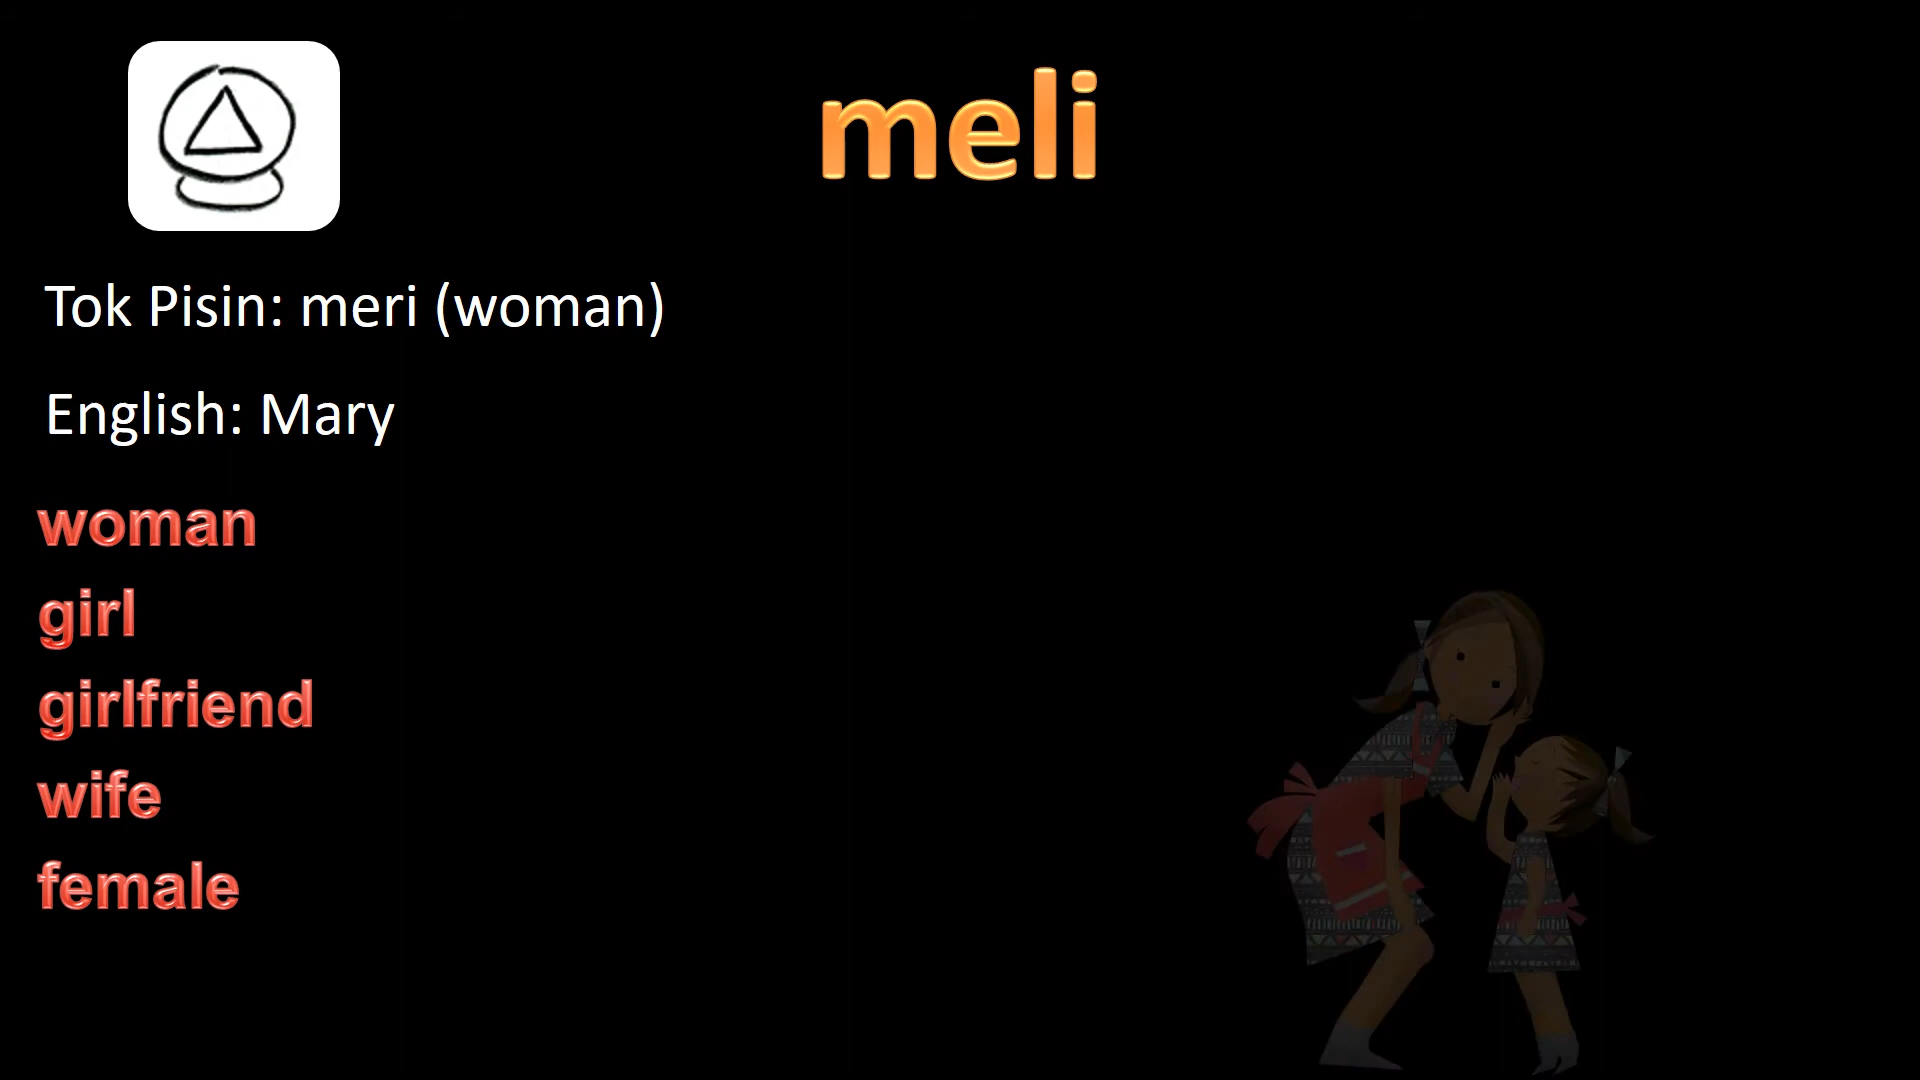 meli
Tok Pisin: meri (woman)
English: Mary
woman
girl
girlfriend
wife
female